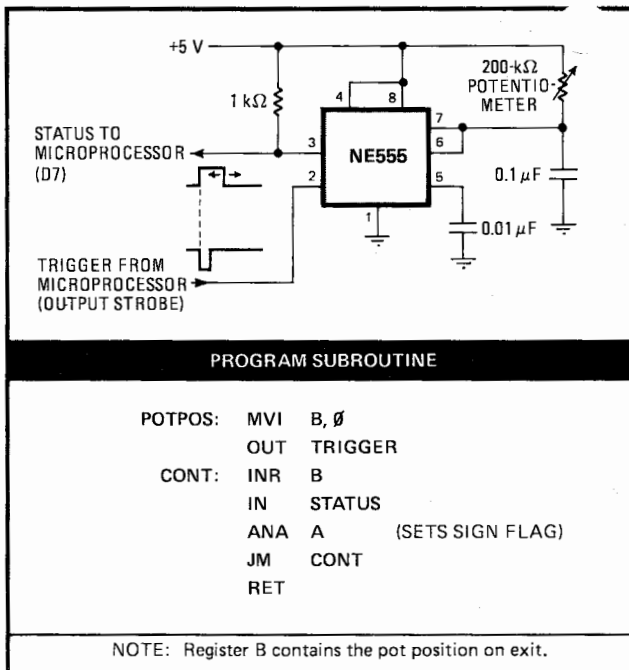 +5 V
1 kΩ
4
8
200-kΩ
POTENTIO-
METER
7
STATUS TO
MICROPROCESSOR
(D7)
3
NE555
6
2
5
0.1 μF
1
0.01 μF
TRIGGER FROM
MICROPROCESSOR
(OUTPUT STROBE)
PROGRAM SUBROUTINE
POTPOS: MVI B, Ø
OUT TRIGGER
CONT: INR B
IN STATUS
ANA A (SETS SIGN FLAG)
JM CONT
RET
NOTE: Register B contains the pot position on exit.